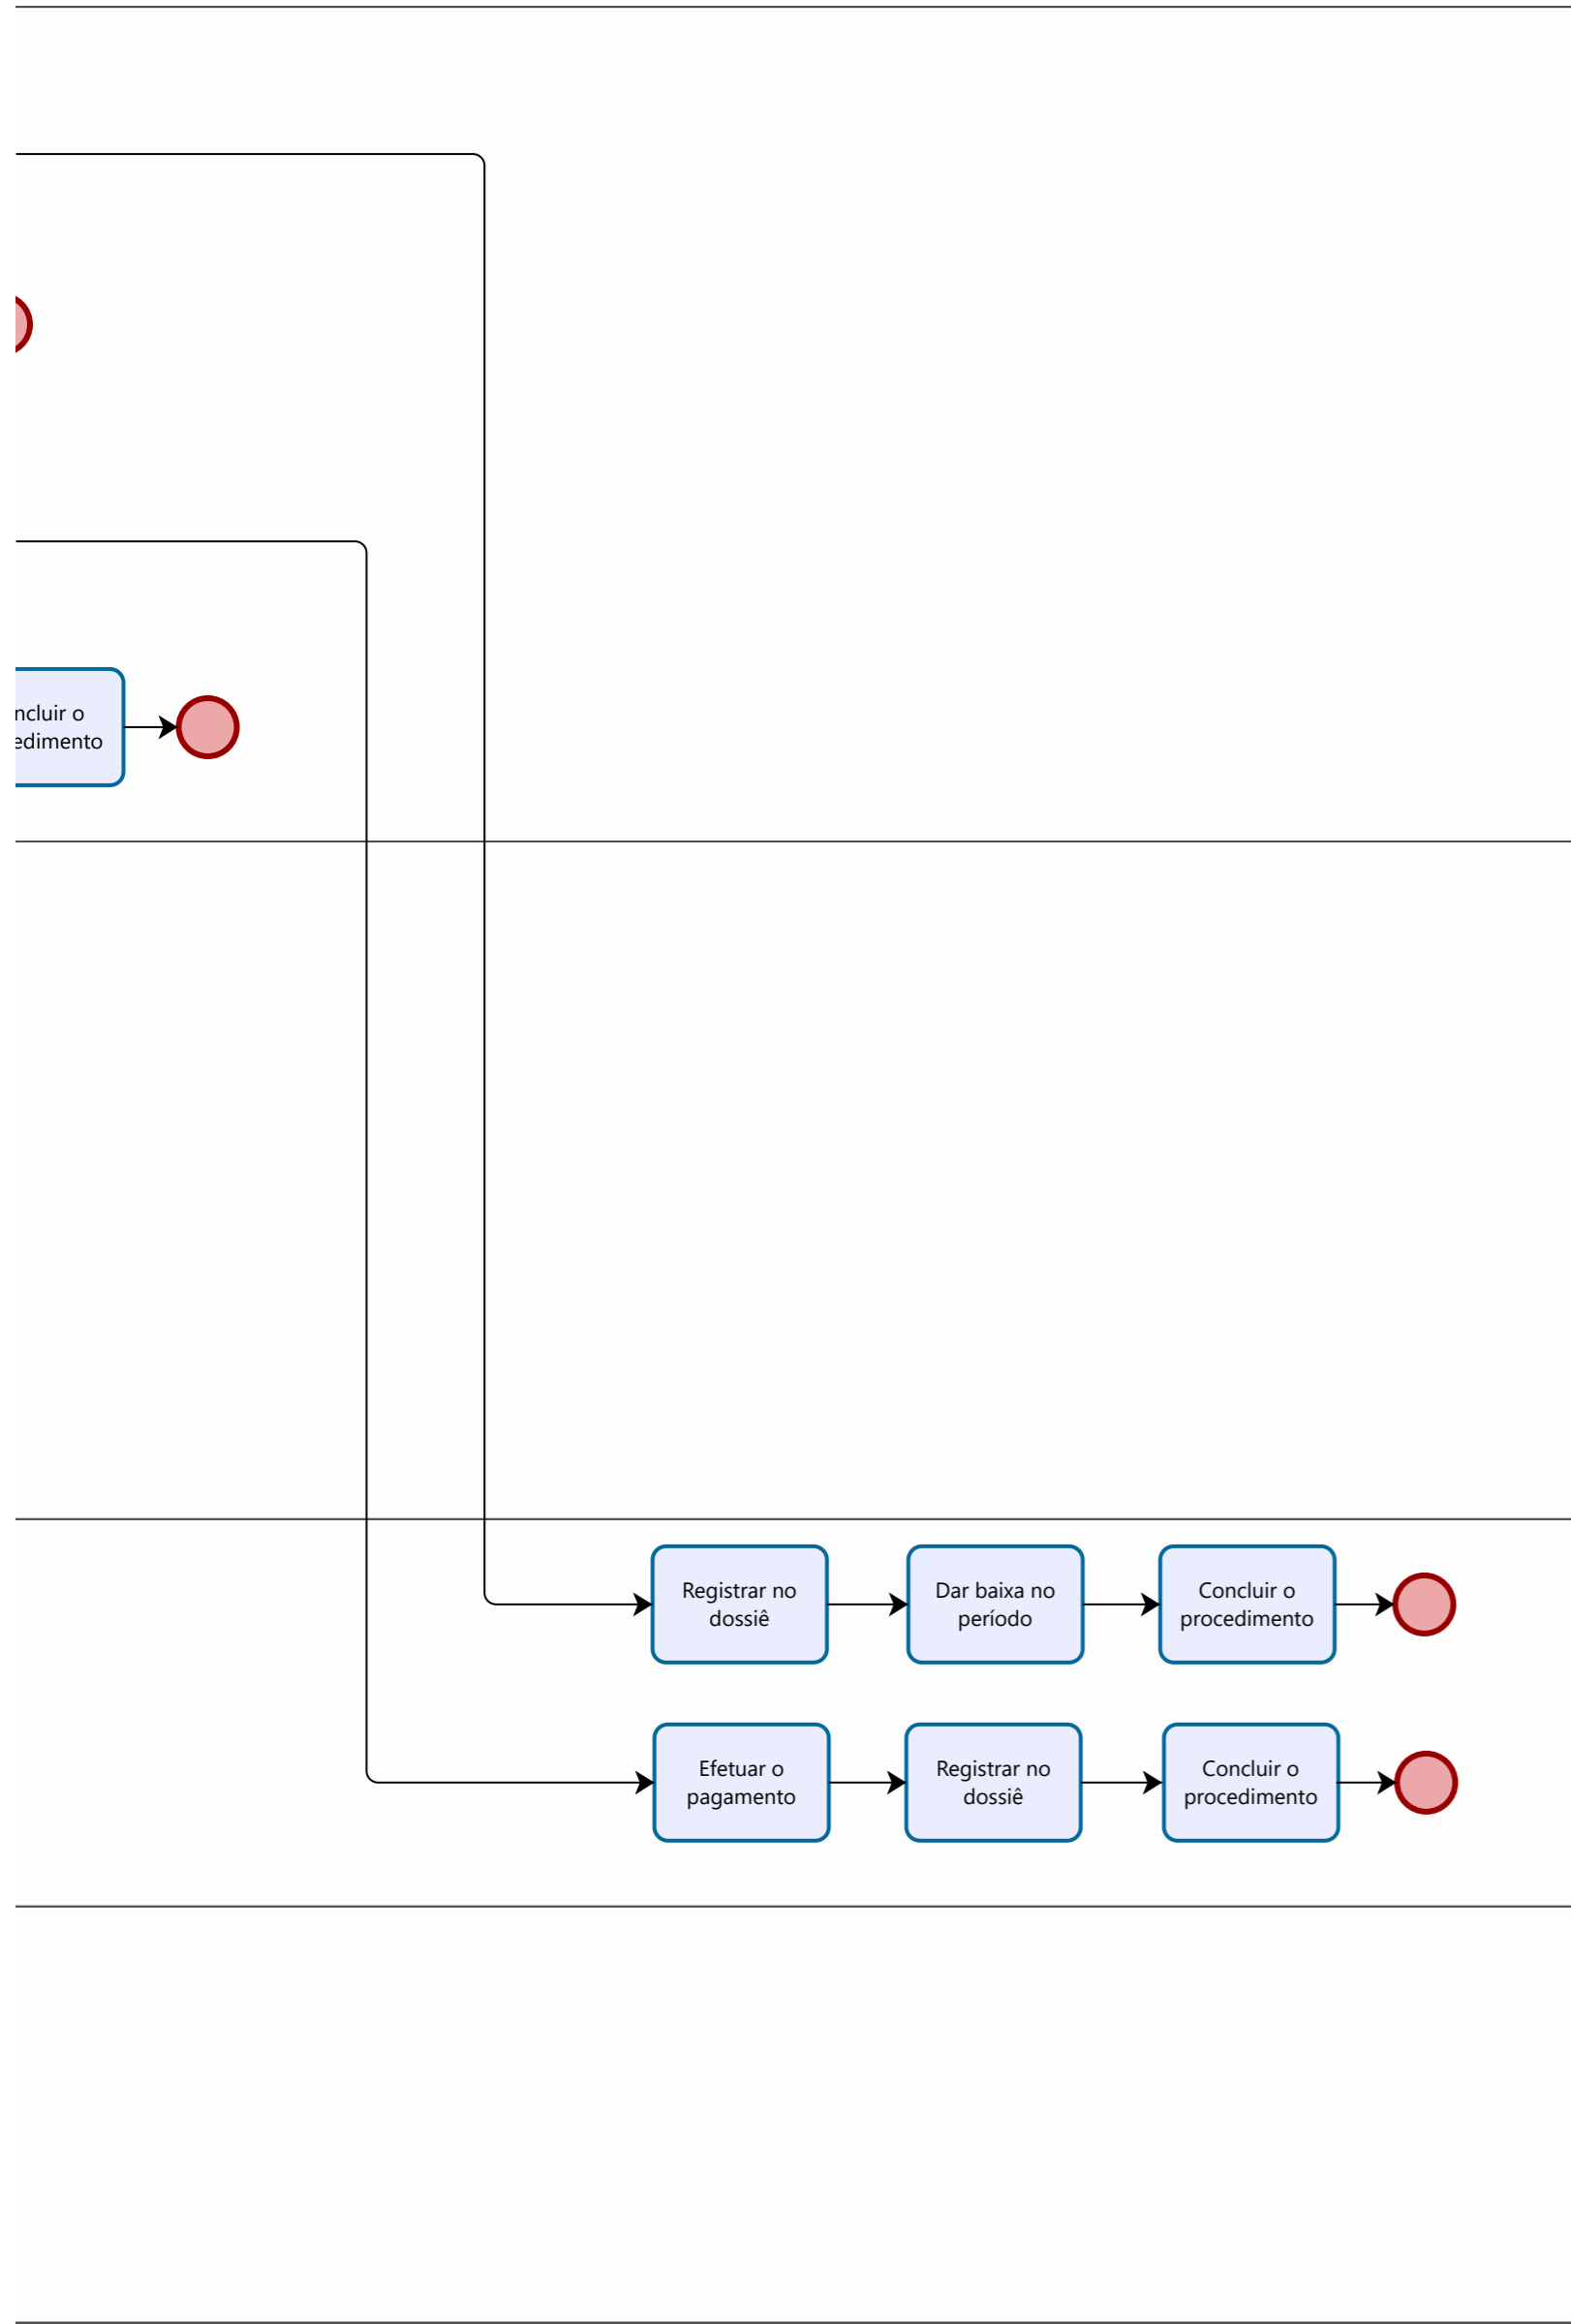 ncluir o
edimento
Registrar no
dossiê
Dar baixa no
período
Concluir o
procedimento
Efetuar o
pagamento
Registrar no
dossiê
Concluir o
procedimento